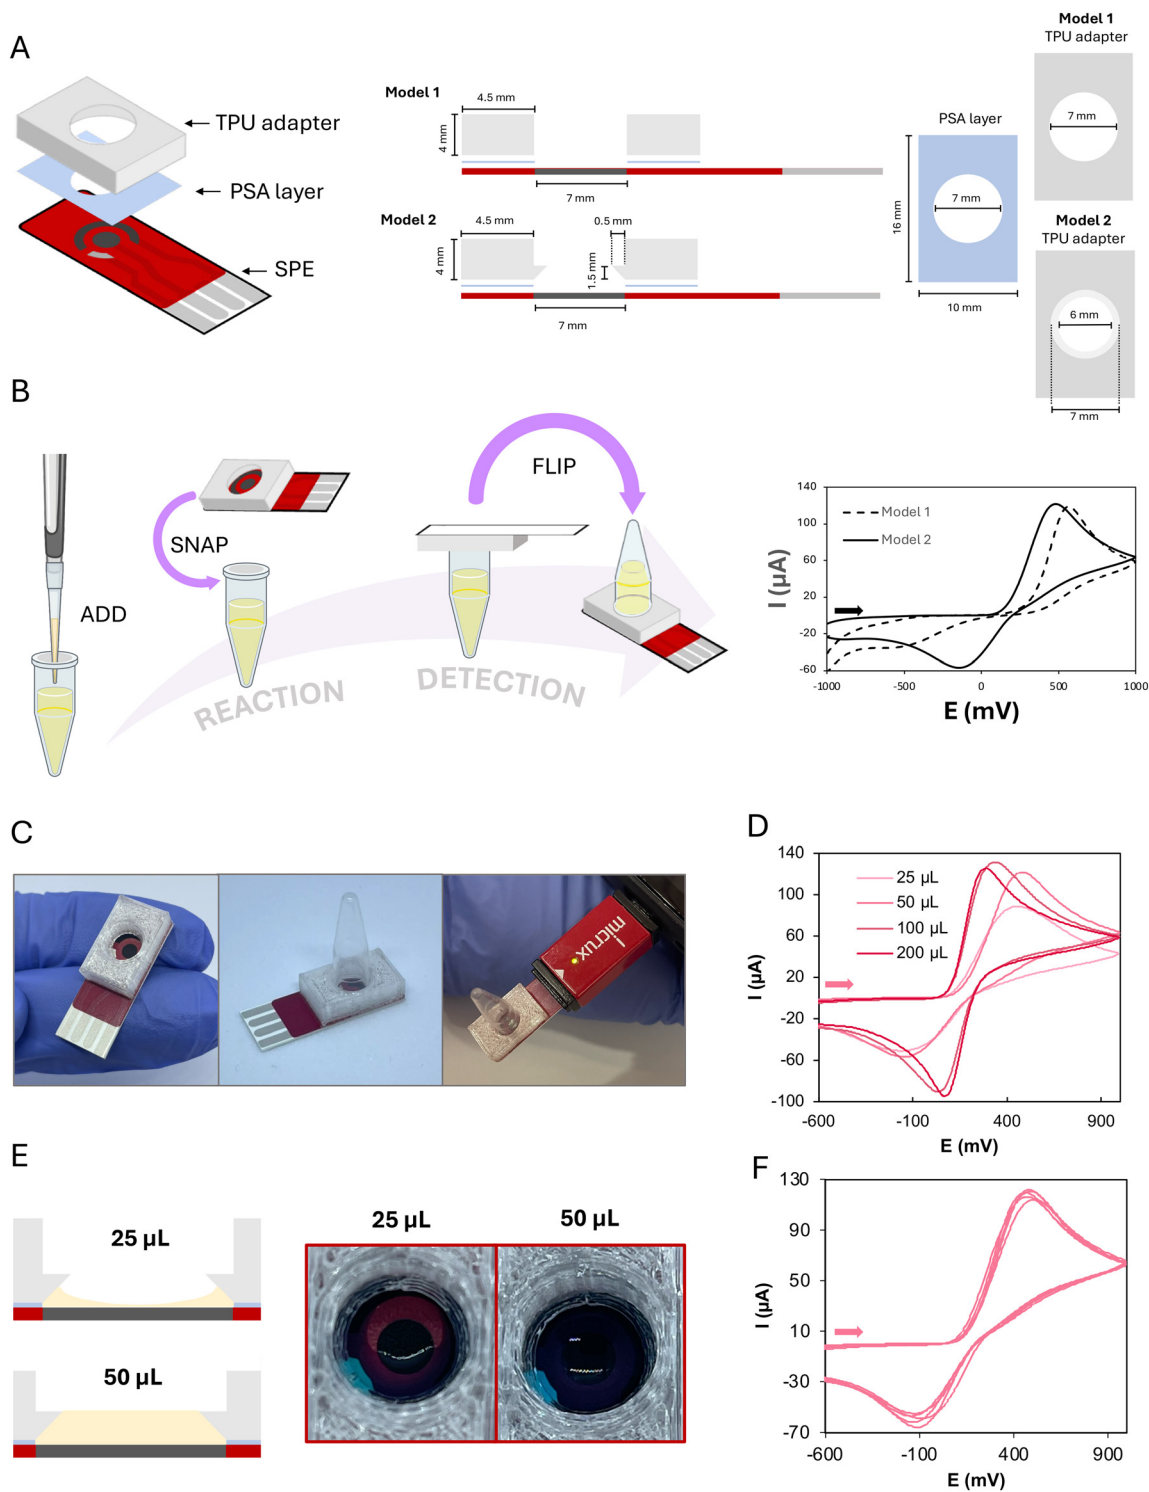 A
TPU adapter
PSA layer
SPE
Model 1
4.5 mm
4 mm
7 mm
Model 2
4.5 mm
0.5 mm
4 mm
1.5 mm
7 mm
PSA layer
7 mm
16 mm
10 mm
Model 1
TPU adapter
7 mm
Model 2
TPU adapter
6 mm
7 mm
B
ADD
SNAP
REACTION
FLIP
DETECTION
140
100
60
20
-20
-60
Model 1
Model 2
I (µA)
-1000
-500
0
500
1000
E (mV)
C
micrux
D
140
100
60
20
-20
-60
-100
25 µL
50 µL
100 µL
200 µL
I (µA)
-600
-100
400
900
E (mV)
E
25 µL
50 µL
25 µL
50 µL
F
130
90
50
10
-30
-70
I (µA)
-600
-100
400
900
E (mV)